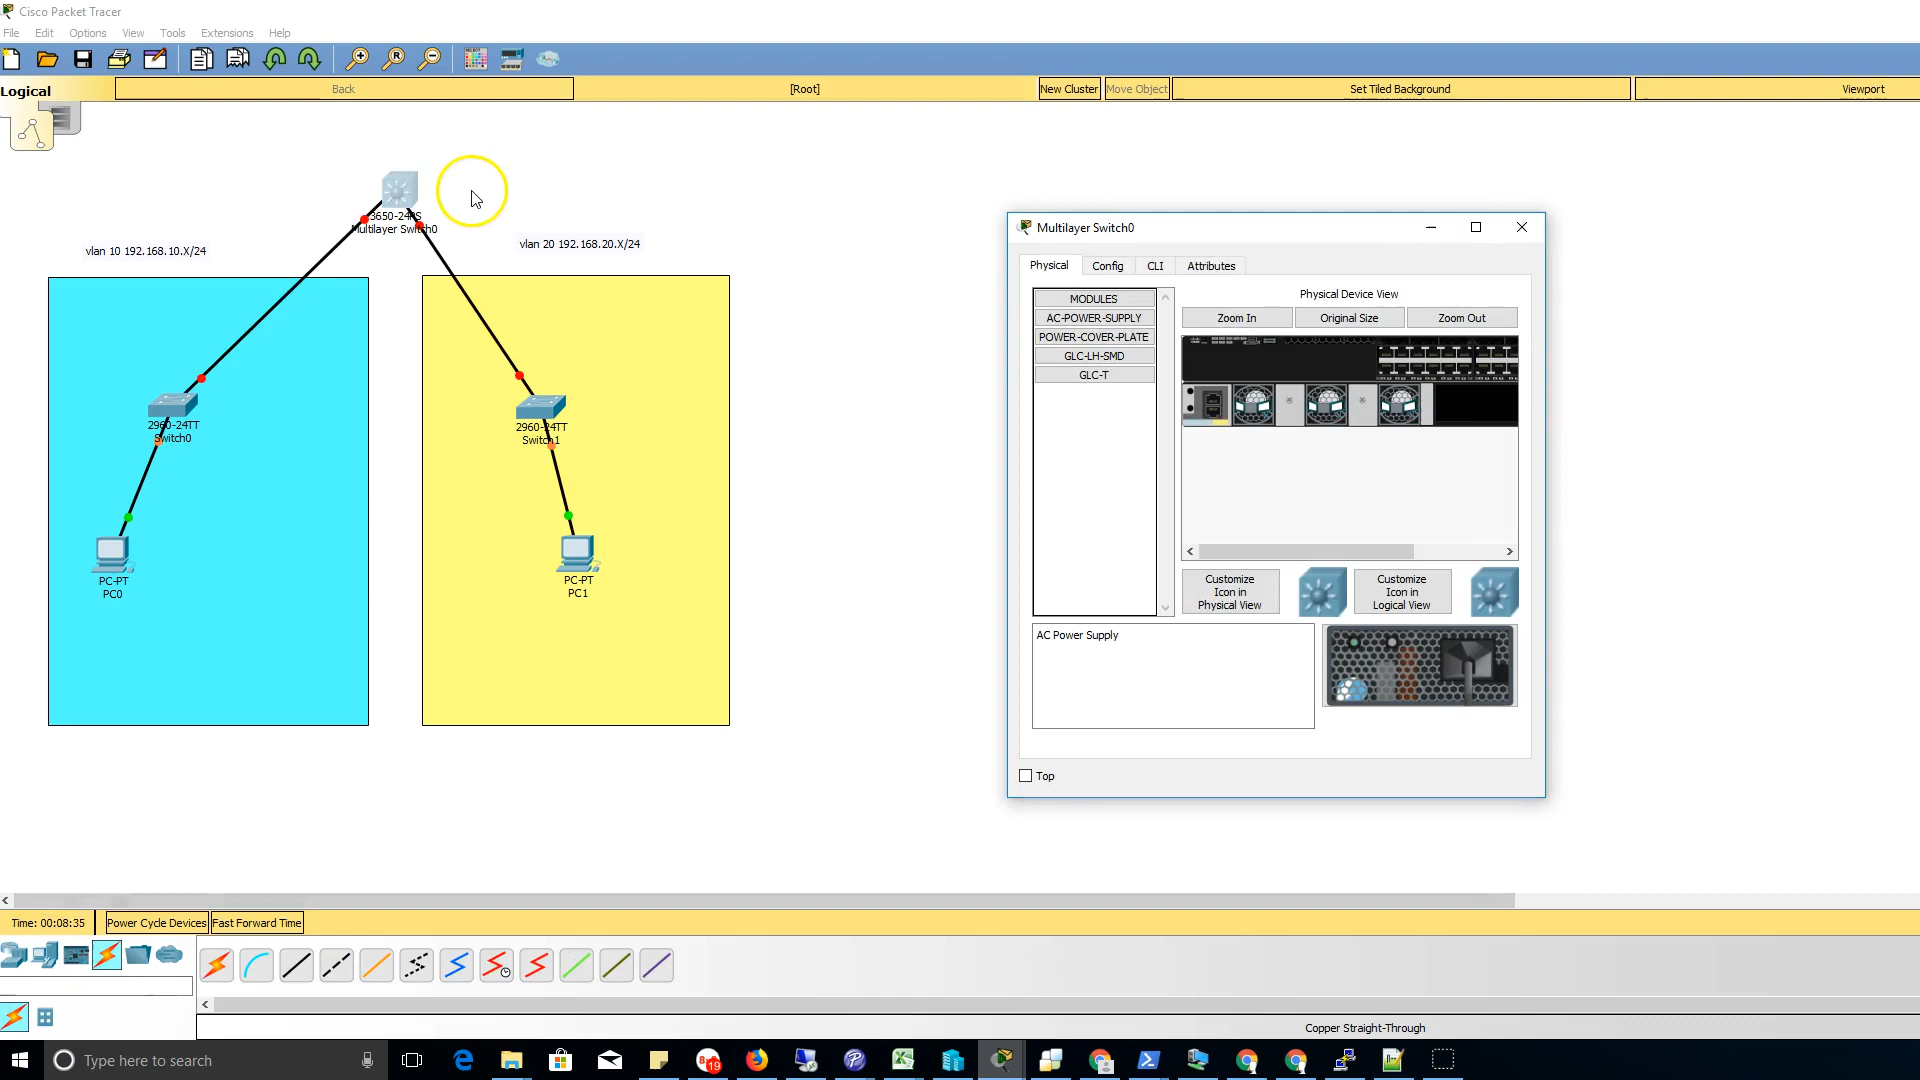 Cisco Packet Tracer
File Edit Options View Tools Extensions Help
Logical Back [Root] New Cluster Move Object Set Tiled Background Viewport
3650-24PS
Multilayer Switch0
vlan 10 192.168.10.X/24
vlan 20 192.168.20.X/24
2960-24TT
Switch0
2960-24TT
Switch1
PC-PT
PC0
PC-PT
PC1
Multilayer Switch0
Physical Config CLI Attributes
MODULES
AC-POWER-SUPPLY
POWER-COVER-PLATE
GLC-LH-SMD
GLC-T
Physical Device View
Zoom In Original Size Zoom Out
Customize
Icon in
Physical View
Customize
Icon in
Logical View
AC Power Supply
Top
Time: 00:08:35 Power Cycle Devices Fast Forward Time
Copper Straight-Through
Type here to search